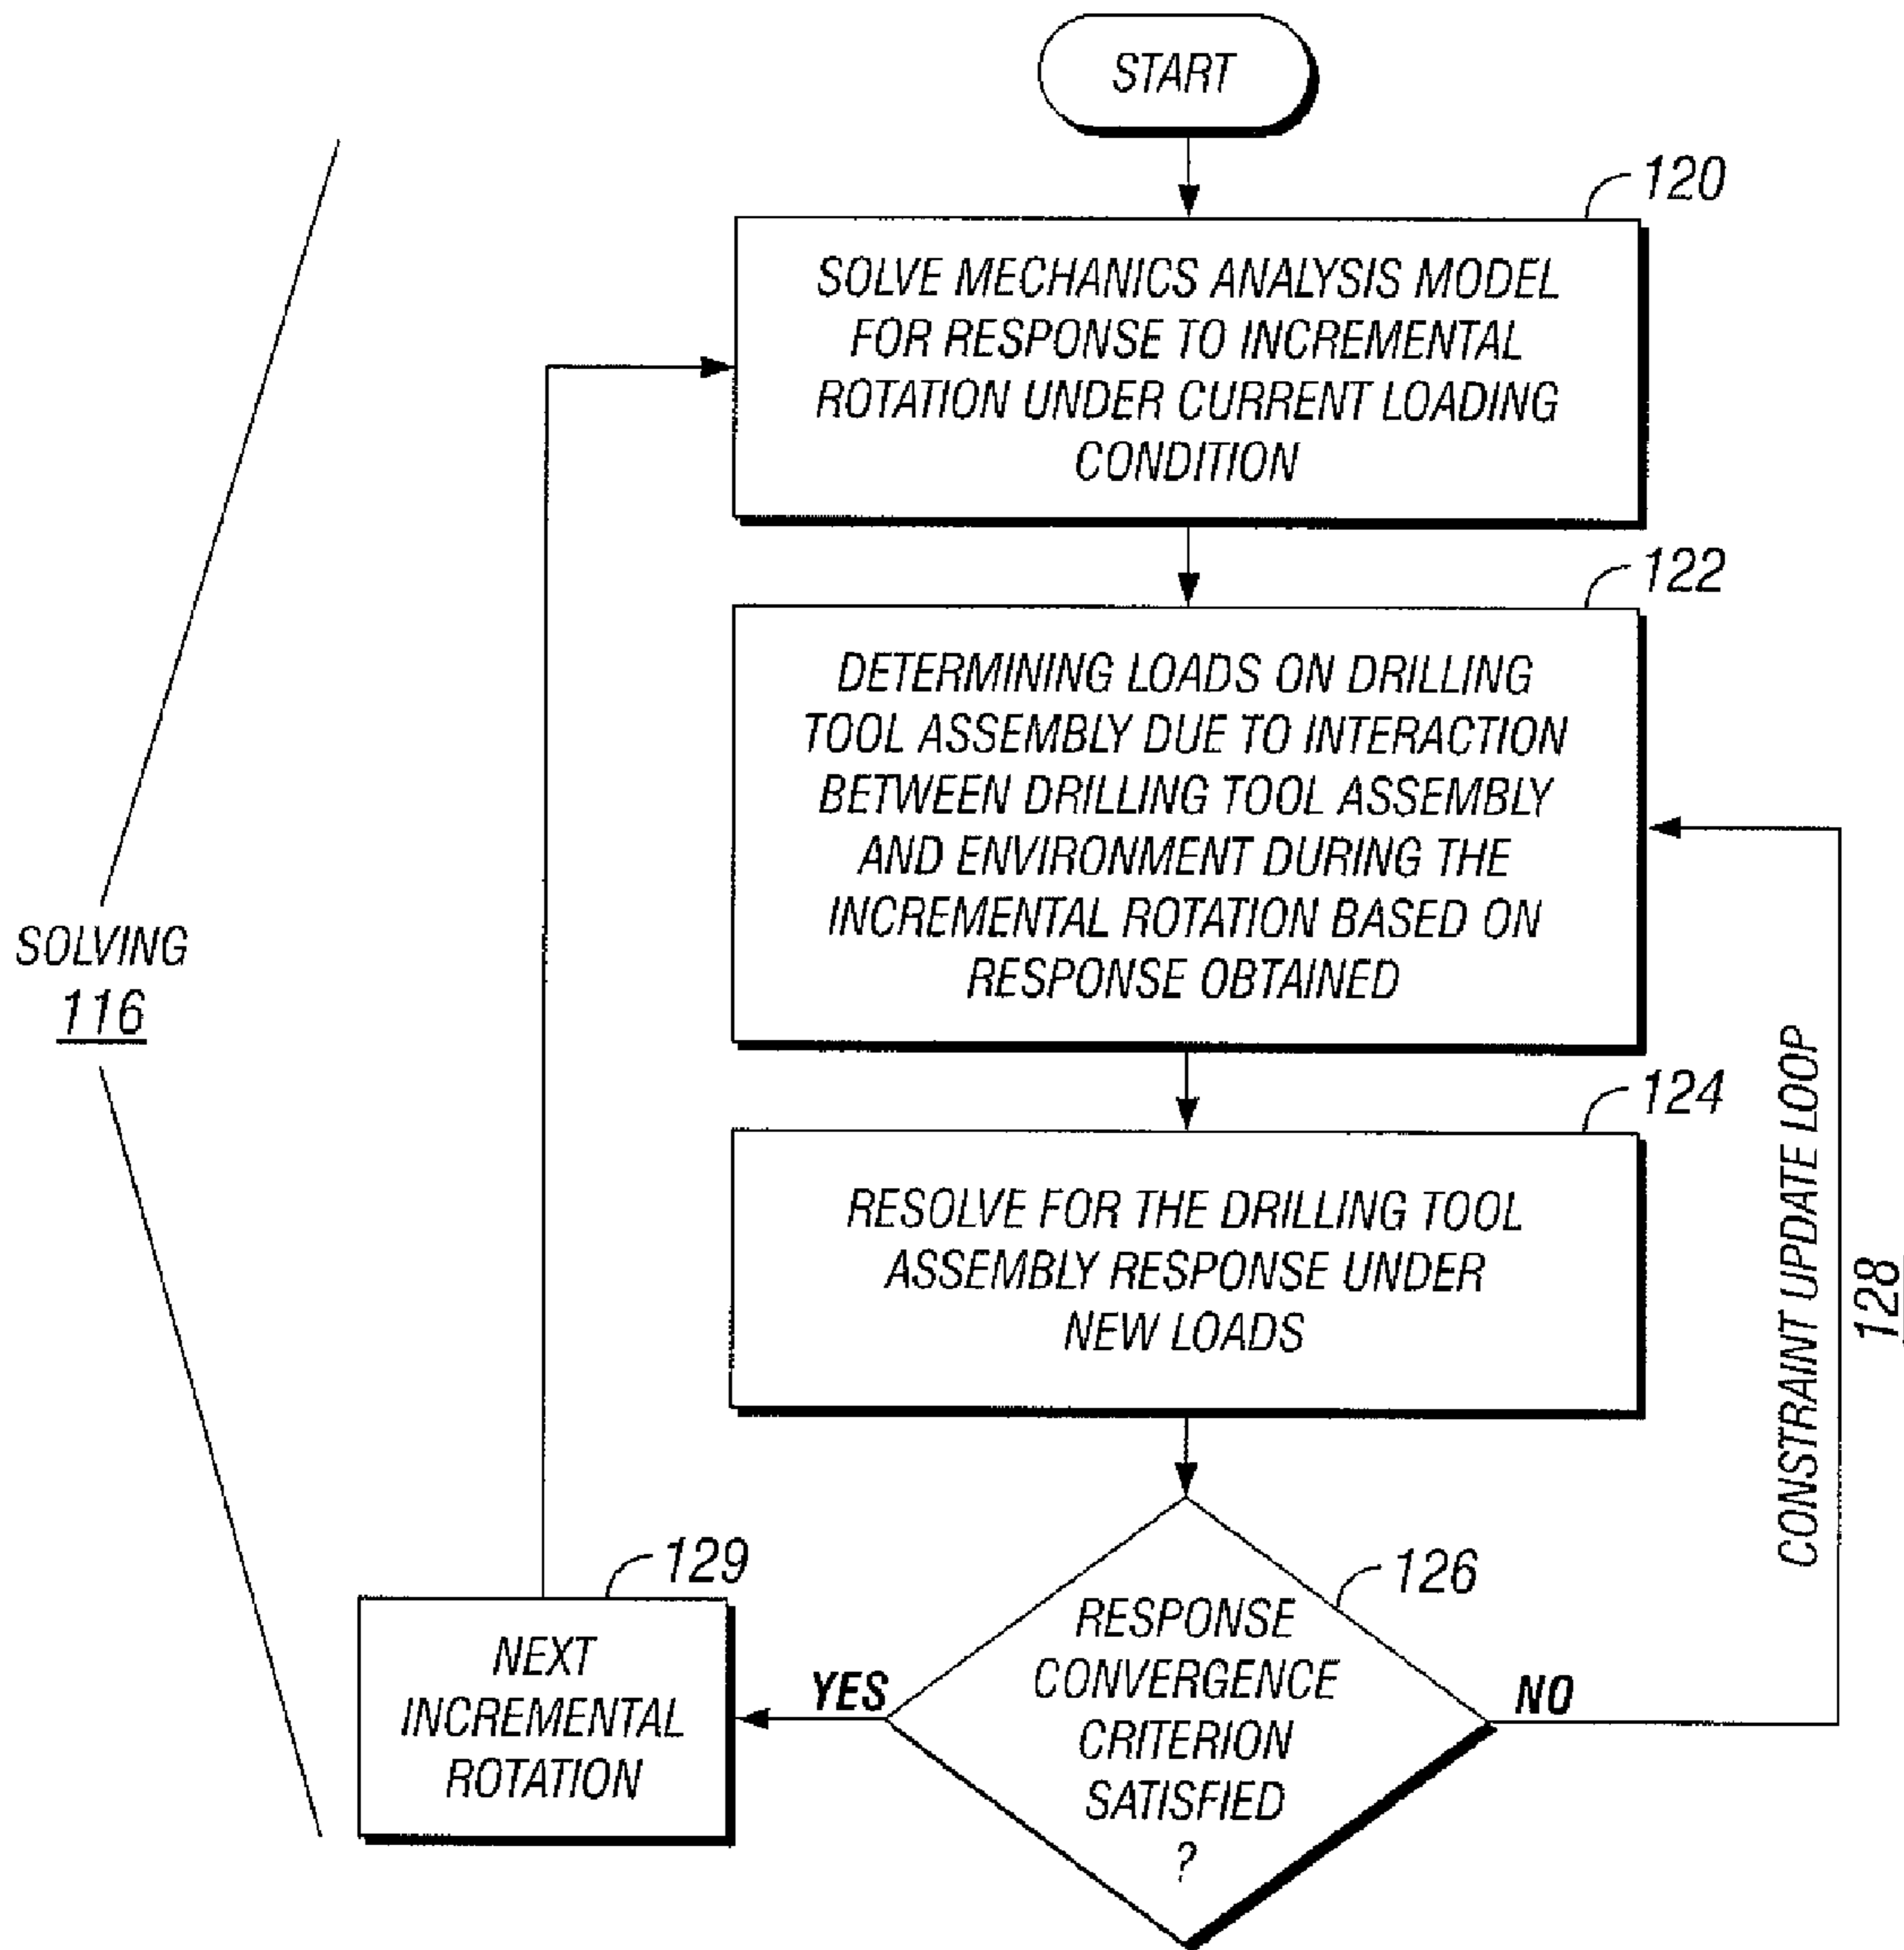 START
120
SOLVE MECHANICS ANALYSIS MODEL
FOR RESPONSE TO INCREMENTAL
ROTATION UNDER CURRENT LOADING
CONDITION
122
DETERMINING LOADS ON DRILLING
TOOL ASSEMBLY DUE TO INTERACTION
BETWEEN DRILLING TOOL ASSEMBLY
AND ENVIRONMENT DURING THE
INCREMENTAL ROTATION BASED ON
RESPONSE OBTAINED
SOLVING
116
124
RESOLVE FOR THE DRILLING TOOL
ASSEMBLY RESPONSE UNDER
NEW LOADS
CONSTRAINT UPDATE LOOP
128
126
RESPONSE
CONVERGENCE
CRITERION
SATISFIED
?
YES
NO
129
NEXT
INCREMENTAL
ROTATION